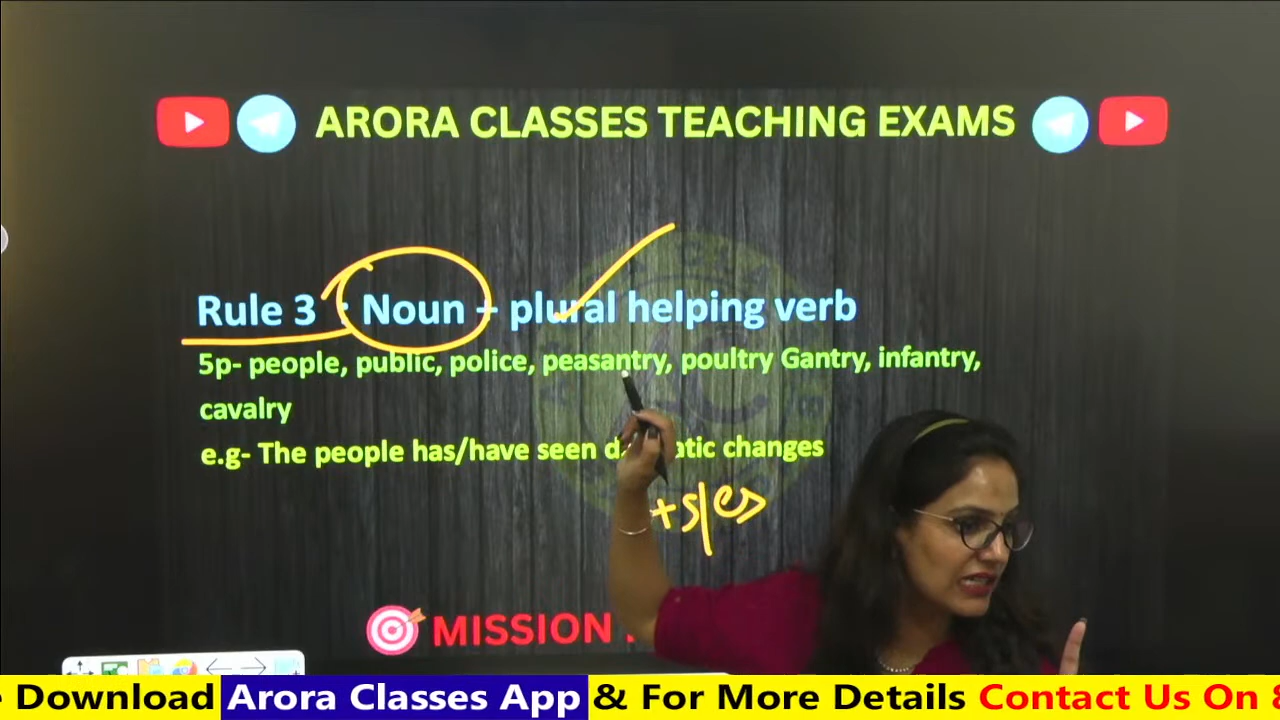 ARORA CLASSES TEACHING EXAMS
Rule 3 : Noun + plural helping verb
5p- people, public, police, peasantry, poultry Gantry, infantry,
cavalry
e.g- The people has/have seen changes
+s/es
MISSION
Download Arora Classes App & For More Details Contact Us On